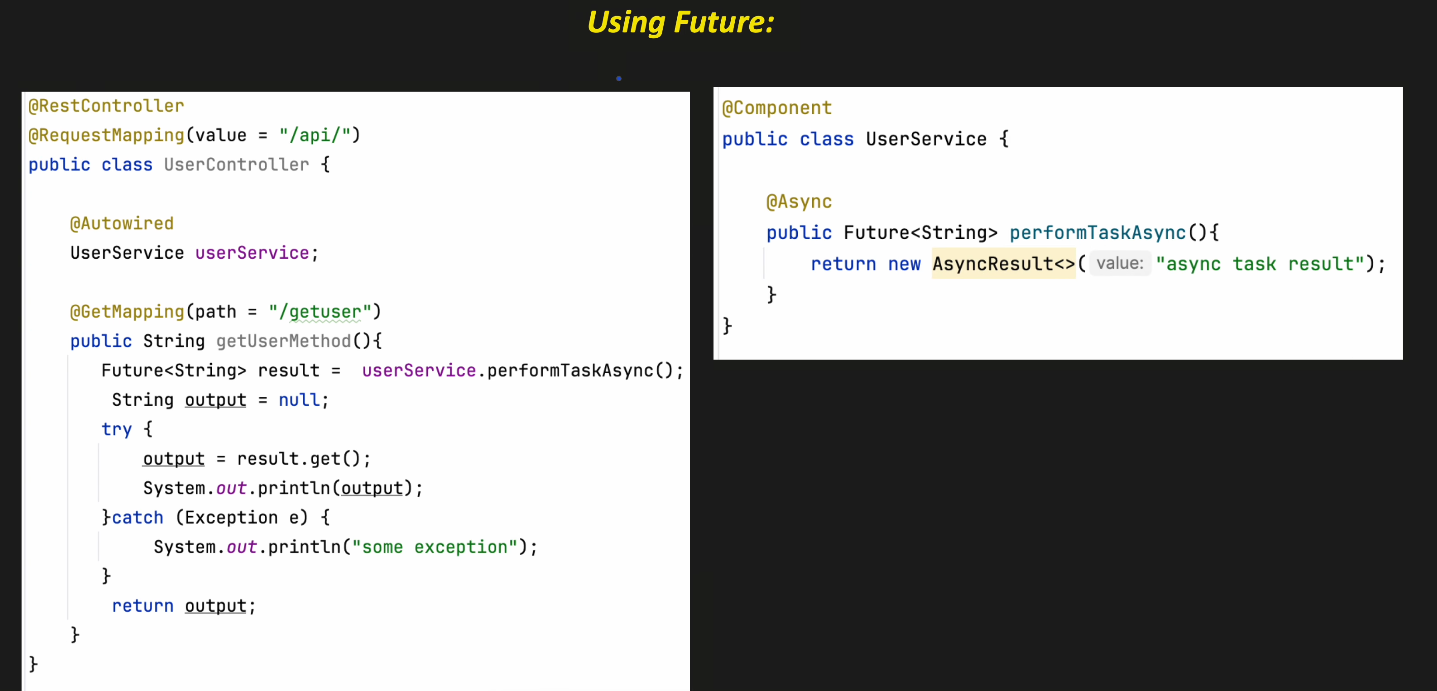 Using Future:
@RestController
@RequestMapping(value = "/api/")
public class UserController {
@Autowired
UserService userService;
@GetMapping(path = "/getuser")
public String getUserMethod(){
Future<String> result = userService.performTaskAsync();
String output = null;
try {
output = result.get();
System.out.println(output);
}catch (Exception e) {
System.out.println("some exception");
}
return output;
}
}
@Component
public class UserService {
@Async
public Future<String> performTaskAsync(){
return new AsyncResult<>( value: "async task result");
}
}